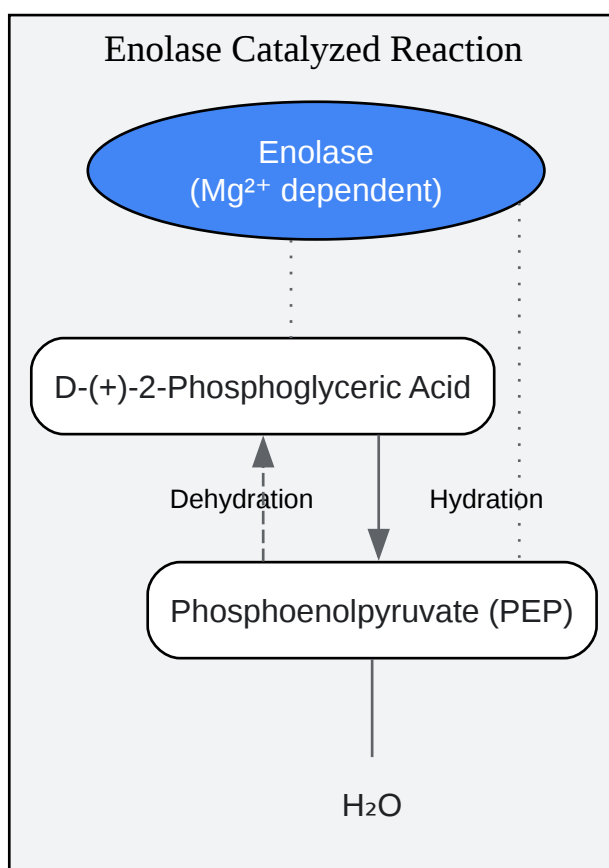 Enolase Catalyzed Reaction
Enolase
(Mg²⁺ dependent)
D-(+)-2-Phosphoglyceric Acid
Dehydration
Hydration
Phosphoenolpyruvate (PEP)
H₂O